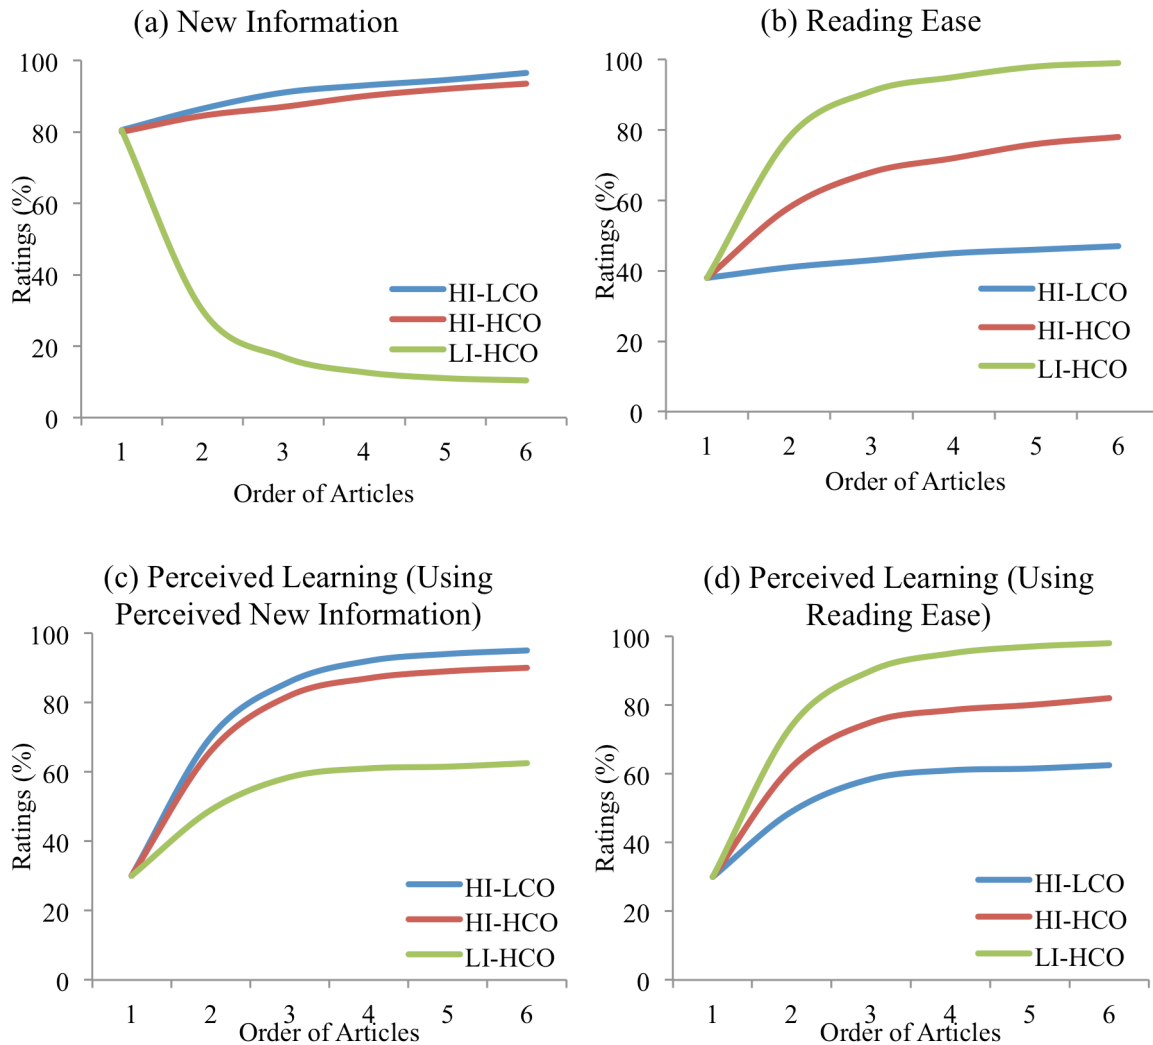 (a) New Information
100
80
60
40
20
0
Ratings (%)
HI-LCO
HI-HCO
LI-HCO
1 2 3 4 5 6
Order of Articles
(b) Reading Ease
100
80
60
40
20
0
Ratings (%)
HI-LCO
HI-HCO
LI-HCO
1 2 3 4 5 6
Order of Articles
(c) Perceived Learning (Using
Perceived New Information)
100
80
60
40
20
0
Ratings (%)
HI-LCO
HI-HCO
LI-HCO
1 2 3 4 5 6
Order of Articles
(d) Perceived Learning (Using
Reading Ease)
100
80
60
40
20
0
Ratings (%)
HI-LCO
HI-HCO
LI-HCO
1 2 3 4 5 6
Order of Articles